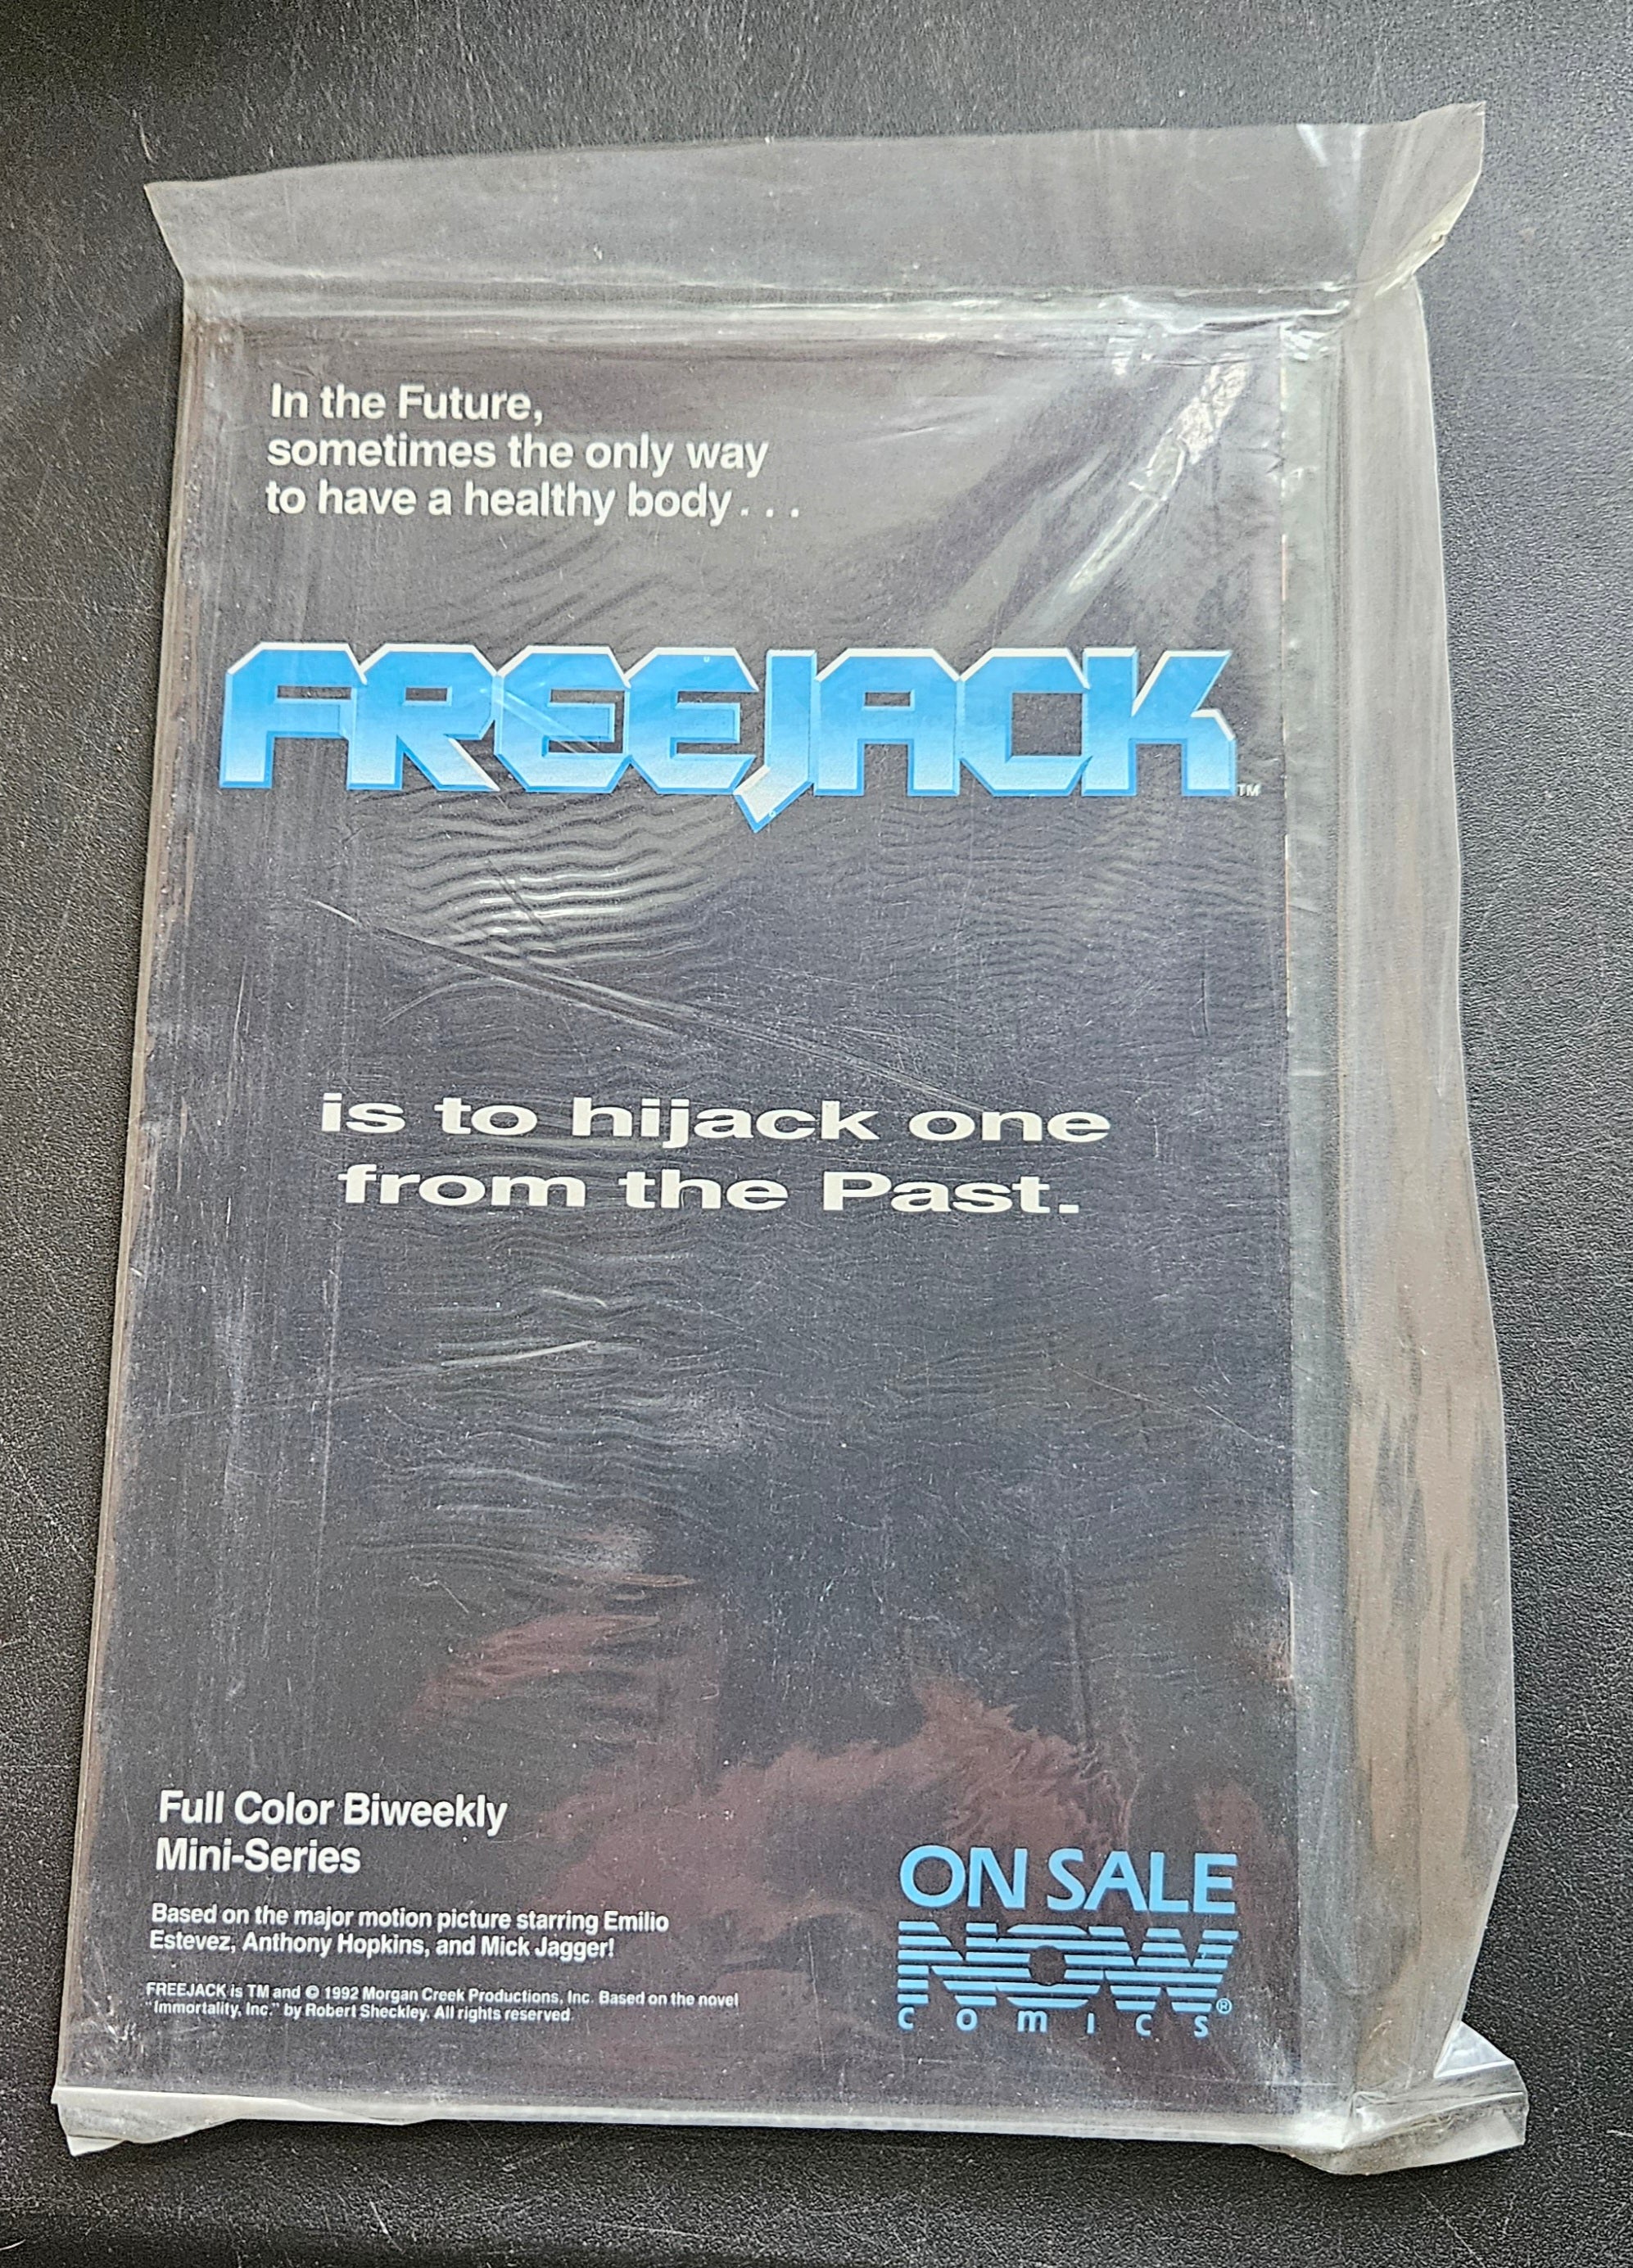 In the Future,
sometimes the only way
to have a healthy body . . .
FREEJACK™
is to hijack one
from the Past.
Full Color Biweekly
Mini-Series
Based on the major motion picture starring Emilio
Estevez, Anthony Hopkins, and Mick Jagger!
FREEJACK is TM and © 1992 Morgan Creek Productions, Inc. Based on the novel
"Immortality, Inc." by Robert Sheckley. All rights reserved.
ON SALE
NOW®
COMICS